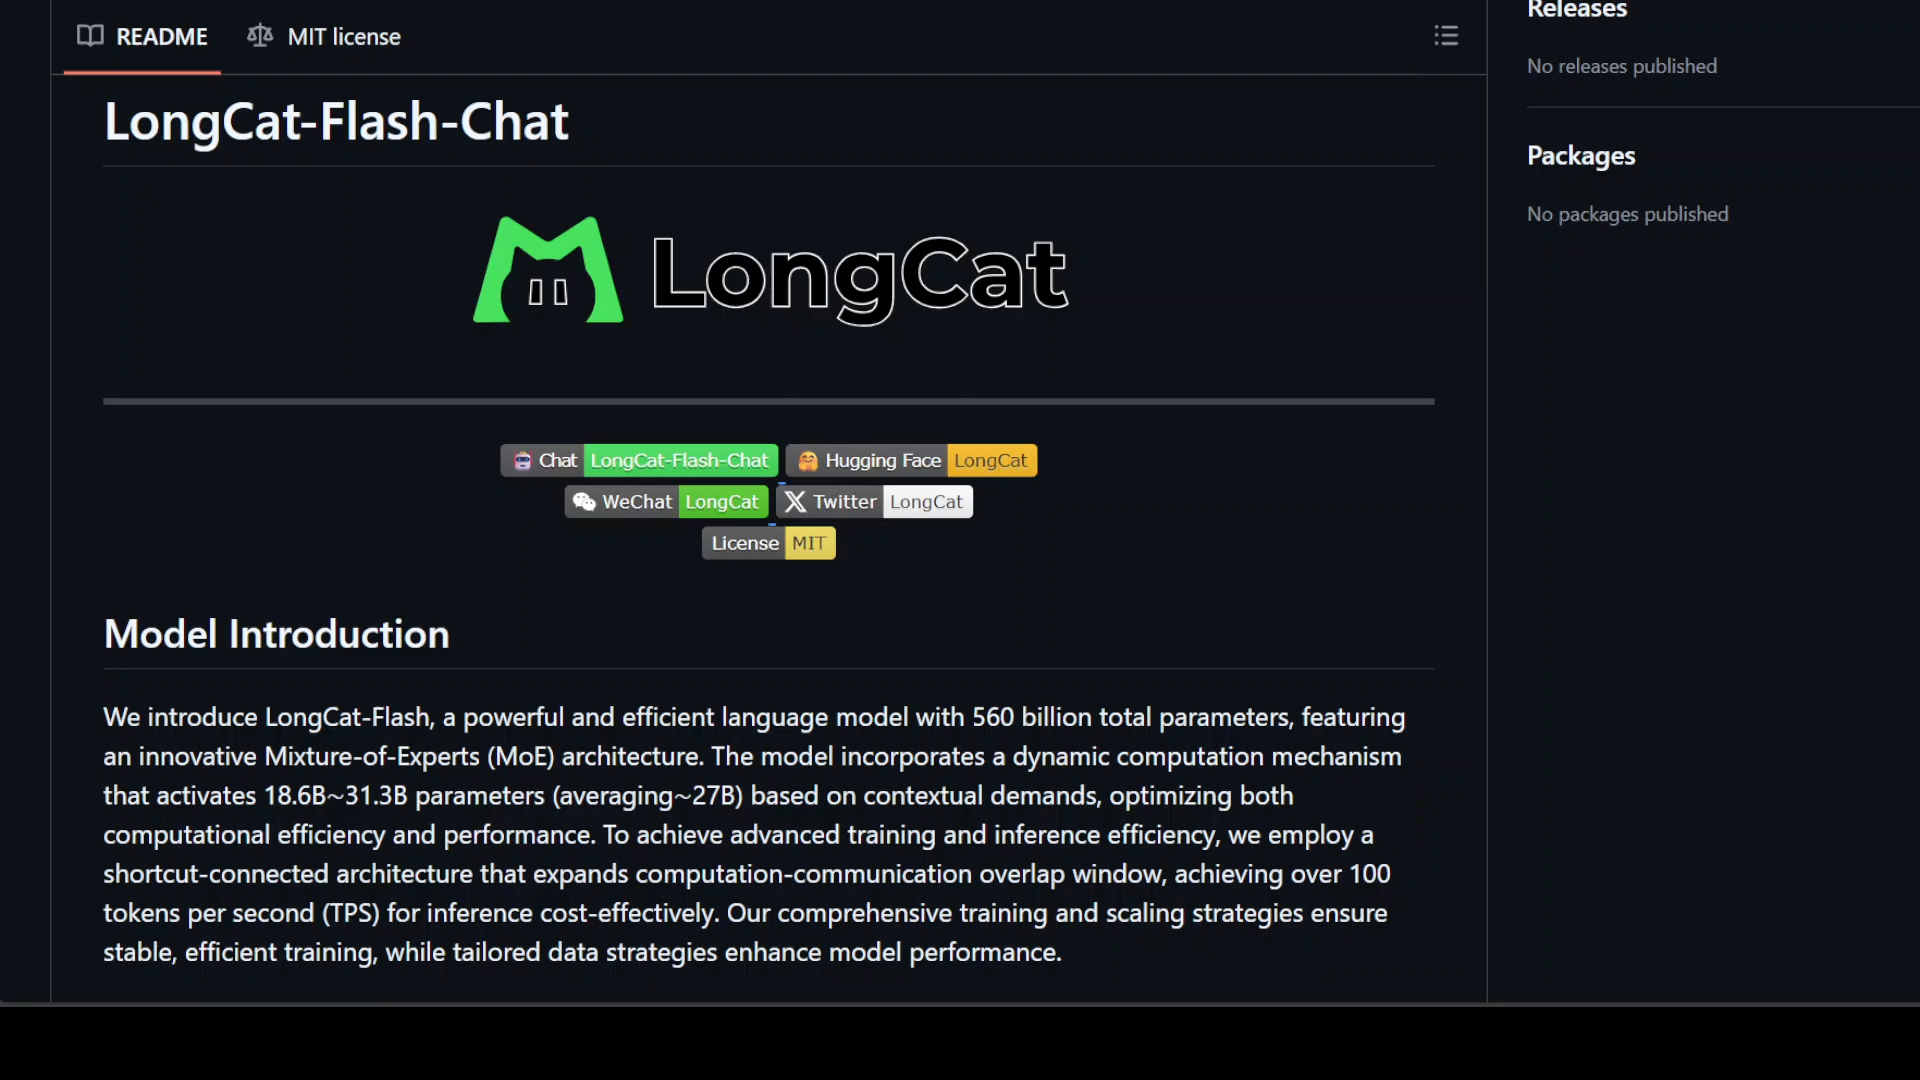 README
MIT license
LongCat-Flash-Chat
LongCat
Chat LongCat-Flash-Chat
Hugging Face LongCat
WeChat LongCat
Twitter LongCat
License MIT
Model Introduction
We introduce LongCat-Flash, a powerful and efficient language model with 560 billion total parameters, featuring
an innovative Mixture-of-Experts (MoE) architecture. The model incorporates a dynamic computation mechanism
that activates 18.6B~31.3B parameters (averaging~27B) based on contextual demands, optimizing both
computational efficiency and performance. To achieve advanced training and inference efficiency, we employ a
shortcut-connected architecture that expands computation-communication overlap window, achieving over 100
tokens per second (TPS) for inference cost-effectively. Our comprehensive training and scaling strategies ensure
stable, efficient training, while tailored data strategies enhance model performance.
Releases
No releases published
Packages
No packages published